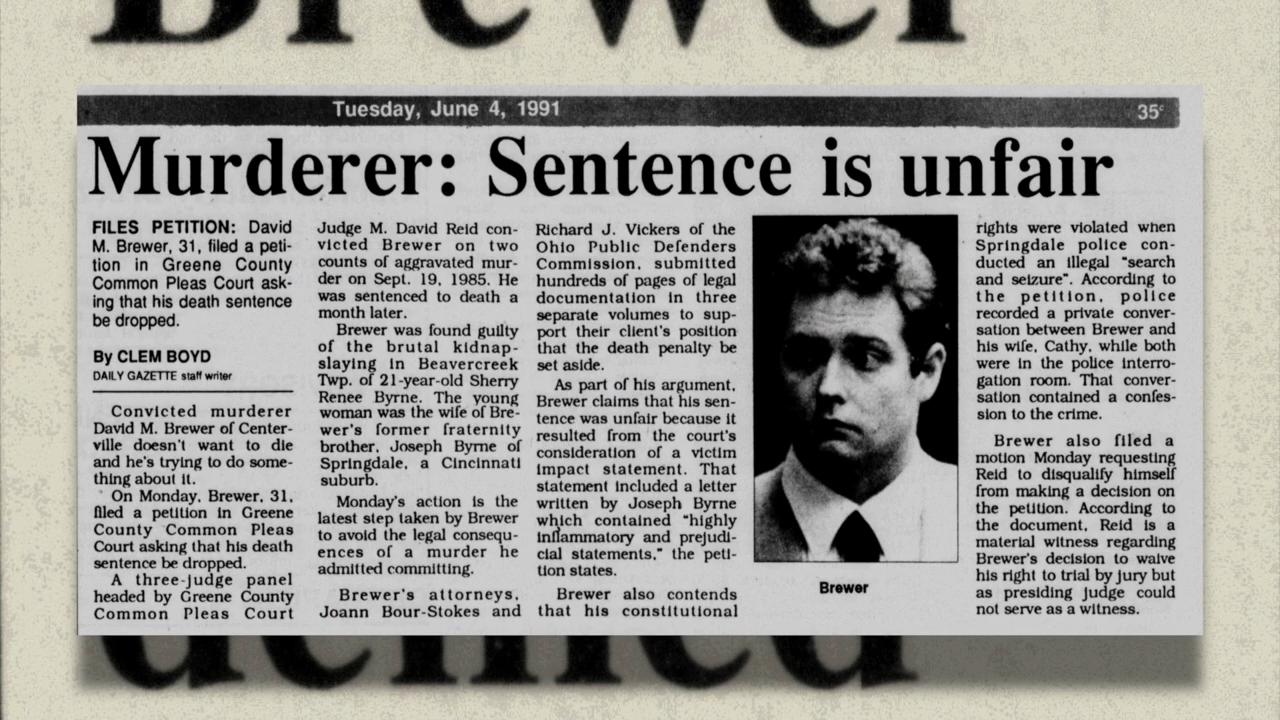 Brewer
Tuesday, June 4, 1991
35¢
Murderer: Sentence is unfair
FILES PETITION: David
M. Brewer, 31, filed a peti-
tion in Greene County
Common Pleas Court ask-
ing that his death sentence
be dropped.
By CLEM BOYD
DAILY GAZETTE staff writer
Convicted murderer
David M. Brewer of Center-
ville doesn't want to die
and he's trying to do some-
thing about it.
On Monday, Brewer, 31,
filed a petition in Greene
County Common Pleas
Court asking that his death
sentence be dropped.
A three-judge panel
headed by Greene County
Common Pleas Court
Judge M. David Reid con-
victed Brewer on two
counts of aggravated mur-
der on Sept. 19, 1985. He
was sentenced to death a
month later.
Brewer was found guilty
of the brutal kidnap-
slaying in Beavercreek
Twp. of 21-year-old Sherry
Renee Byrne. The young
woman was the wife of Bre-
wer's former fraternity
brother, Joseph Byrne of
Springdale, a Cincinnati
suburb.
Monday's action is the
latest step taken by Brewer
to avoid the legal consequ-
ences of a murder he
admitted committing.
Brewer's attorneys,
Joann Bour-Stokes and
Richard J. Vickers of the
Ohio Public Defenders
Commission, submitted
hundreds of pages of legal
documentation in three
separate volumes to sup-
port their client's position
that the death penalty be
set aside.
As part of his argument,
Brewer claims that his sen-
tence was unfair because it
resulted from the court's
consideration of a victim
impact statement. That
statement included a letter
written by Joseph Byrne
which contained "highly
inflammatory and prejudi-
cial statements," the peti-
tion states.
Brewer also contends
that his constitutional
Brewer
rights were violated when
Springdale police con-
ducted an illegal "search
and seizure". According to
the petition, police
recorded a private conver-
sation between Brewer and
his wife, Cathy, while both
were in the police interro-
gation room. That conver-
sation contained a confes-
sion to the crime.
Brewer also filed a
motion Monday requesting
Reid to disqualify himself
from making a decision on
the petition. According to
the document, Reid is a
material witness regarding
Brewer's decision to waive
his right to trial by jury but
as presiding judge could
not serve as a witness.
denied